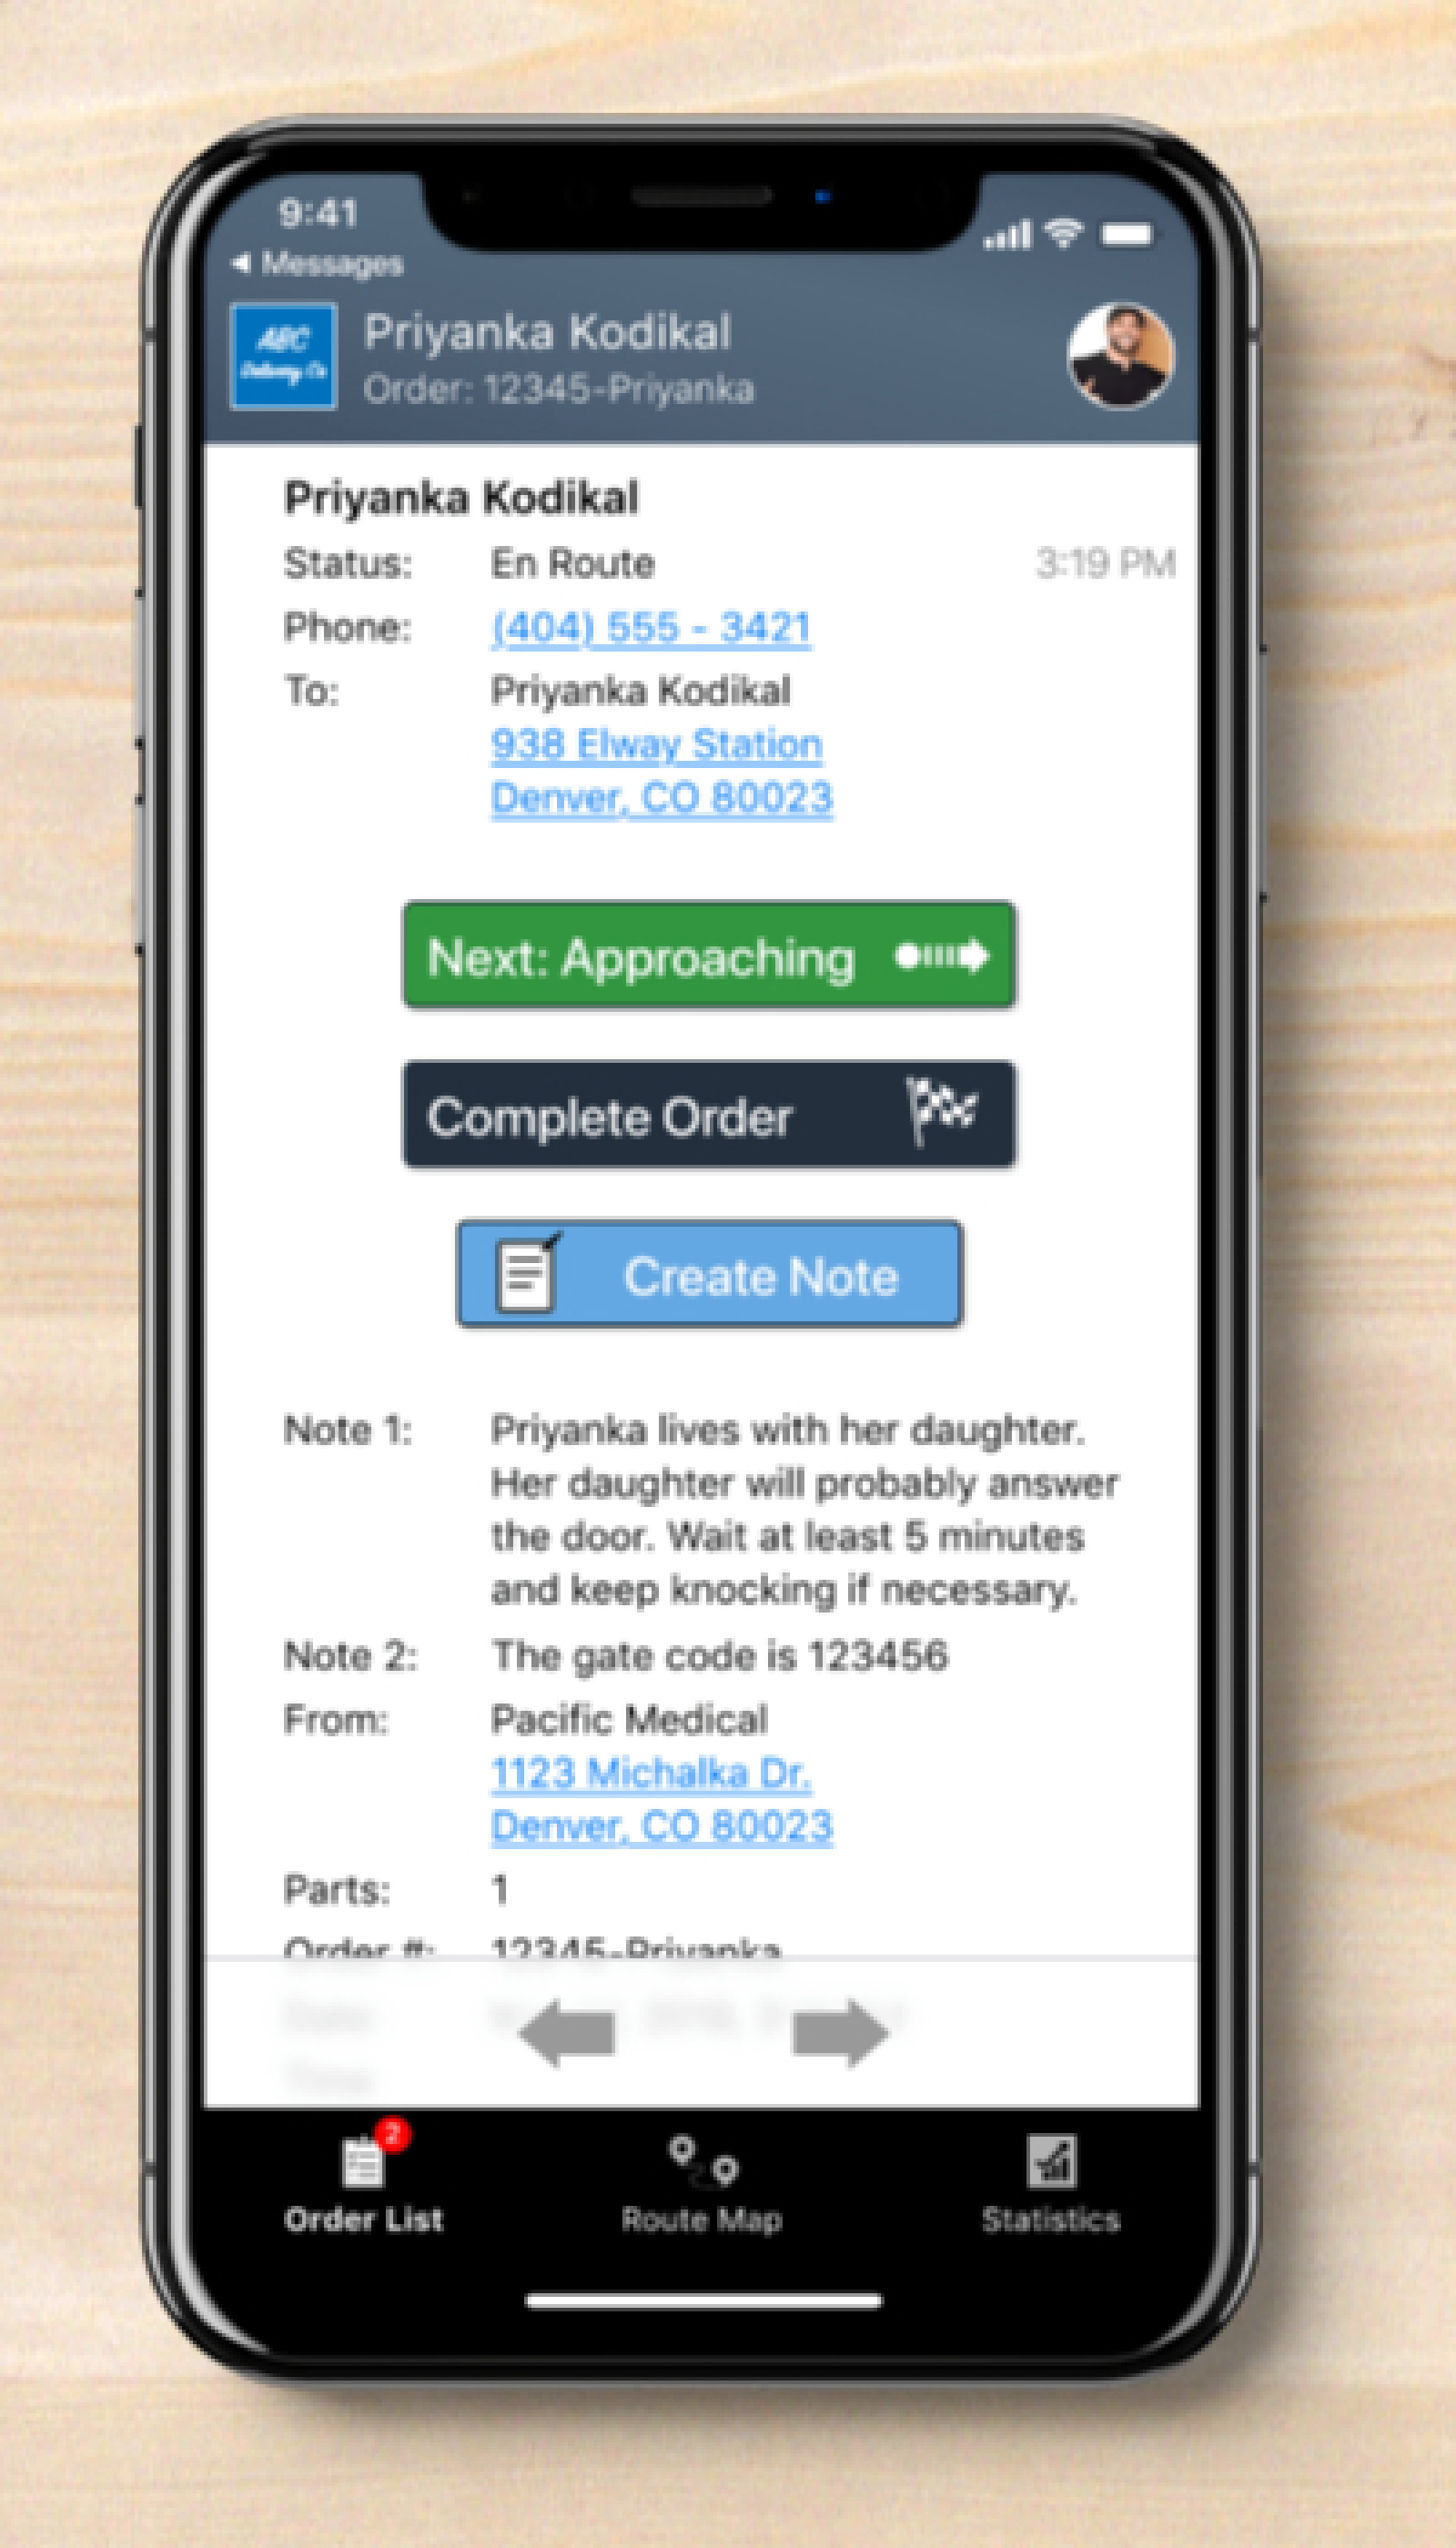 9:41
Messages
ABC
Delivery Co
Priyanka Kodikal
Order: 12345-Priyanka
Priyanka Kodikal
Status: En Route 3:19 PM
Phone: (404) 555 - 3421
To: Priyanka Kodikal
938 Elway Station
Denver, CO 80023
Next: Approaching
Complete Order
Create Note
Note 1: Priyanka lives with her daughter.
Her daughter will probably answer
the door. Wait at least 5 minutes
and keep knocking if necessary.
Note 2: The gate code is 123456
From: Pacific Medical
1123 Michalka Dr.
Denver, CO 80023
Parts: 1
Order #: 12345-Priyanka
Date:
Time
2
Order List Route Map Statistics